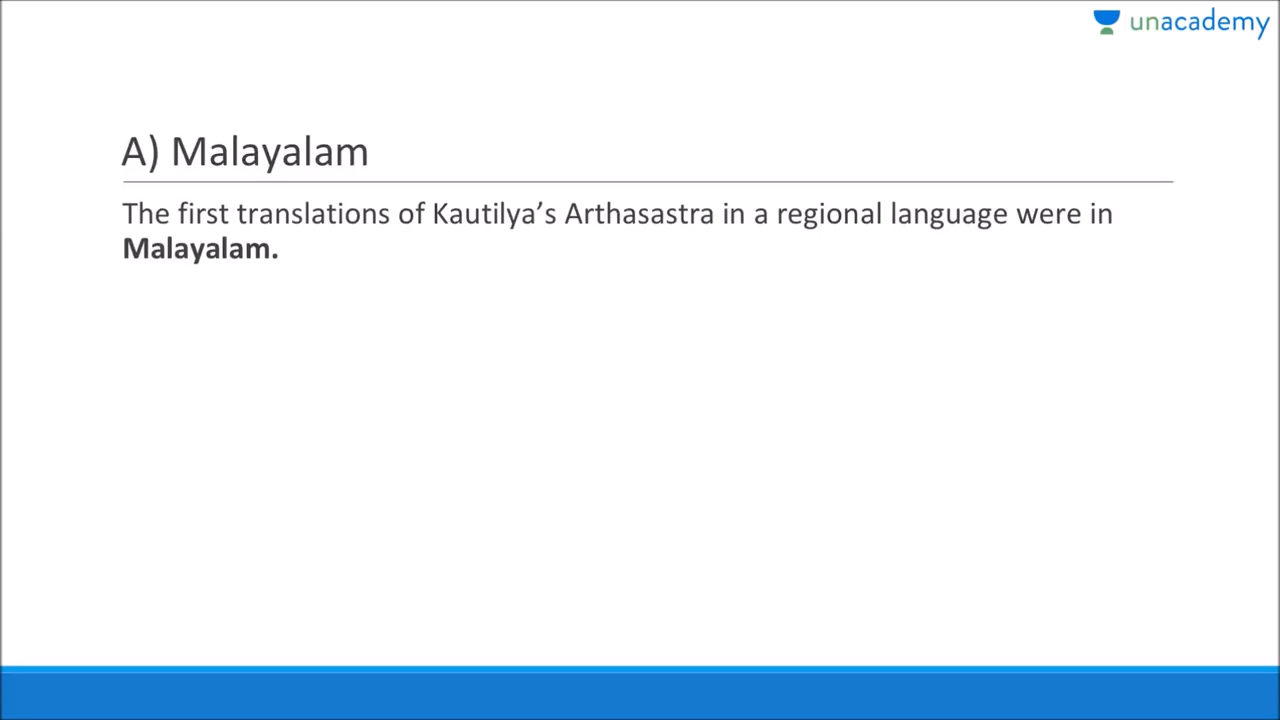 unacademy
A) Malayalam
The first translations of Kautilya’s Arthasastra in a regional language were in
Malayalam.